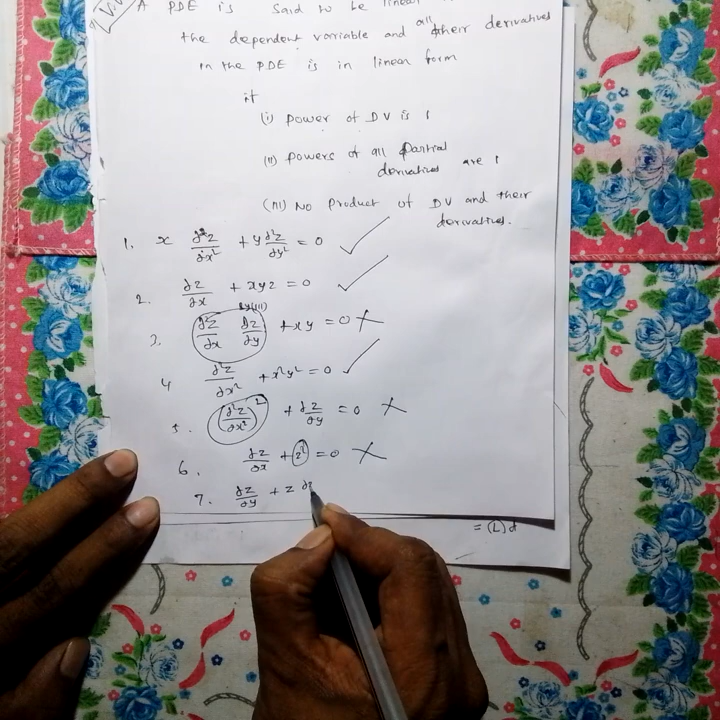 A PDE is said to be linear
the dependent variable and all their derivatives
in the PDE is in linear form
if
(i) Power of DV is 1
(ii) Powers of all Partial
derivatives are 1
(iii) No Product of DV and their
derivatives.
1. x ∂²z/∂x² + y ∂²z/∂y² = 0 ✓
2. ∂z/∂x + xyz = 0 ✓
by(iii)
3. ∂²z/∂x ∂z/∂y + xy = 0 ✗
4 ∂²z/∂x² + x²y² = 0 ✓
5. (∂²z/∂x²)² + ∂z/∂y = 0 ✗
6. ∂z/∂x + z² = 0 ✗
7. ∂z/∂y + z ∂z